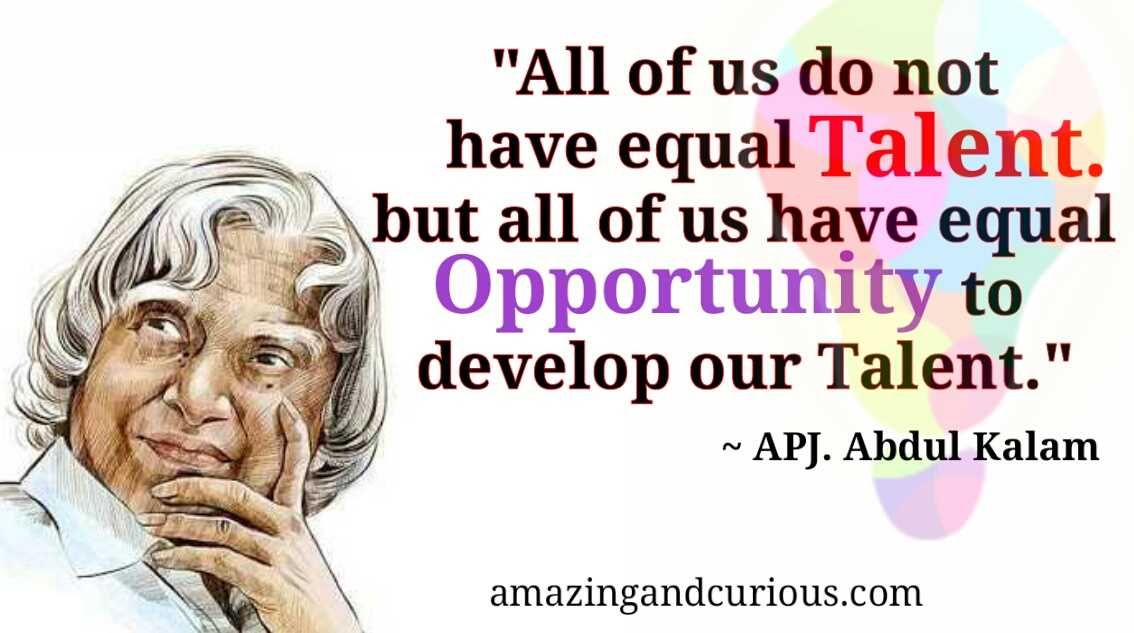 "All of us do not
have equal Talent.
but all of us have equal
Opportunity to
develop our Talent."
~ APJ. Abdul Kalam
amazingandcurious.com